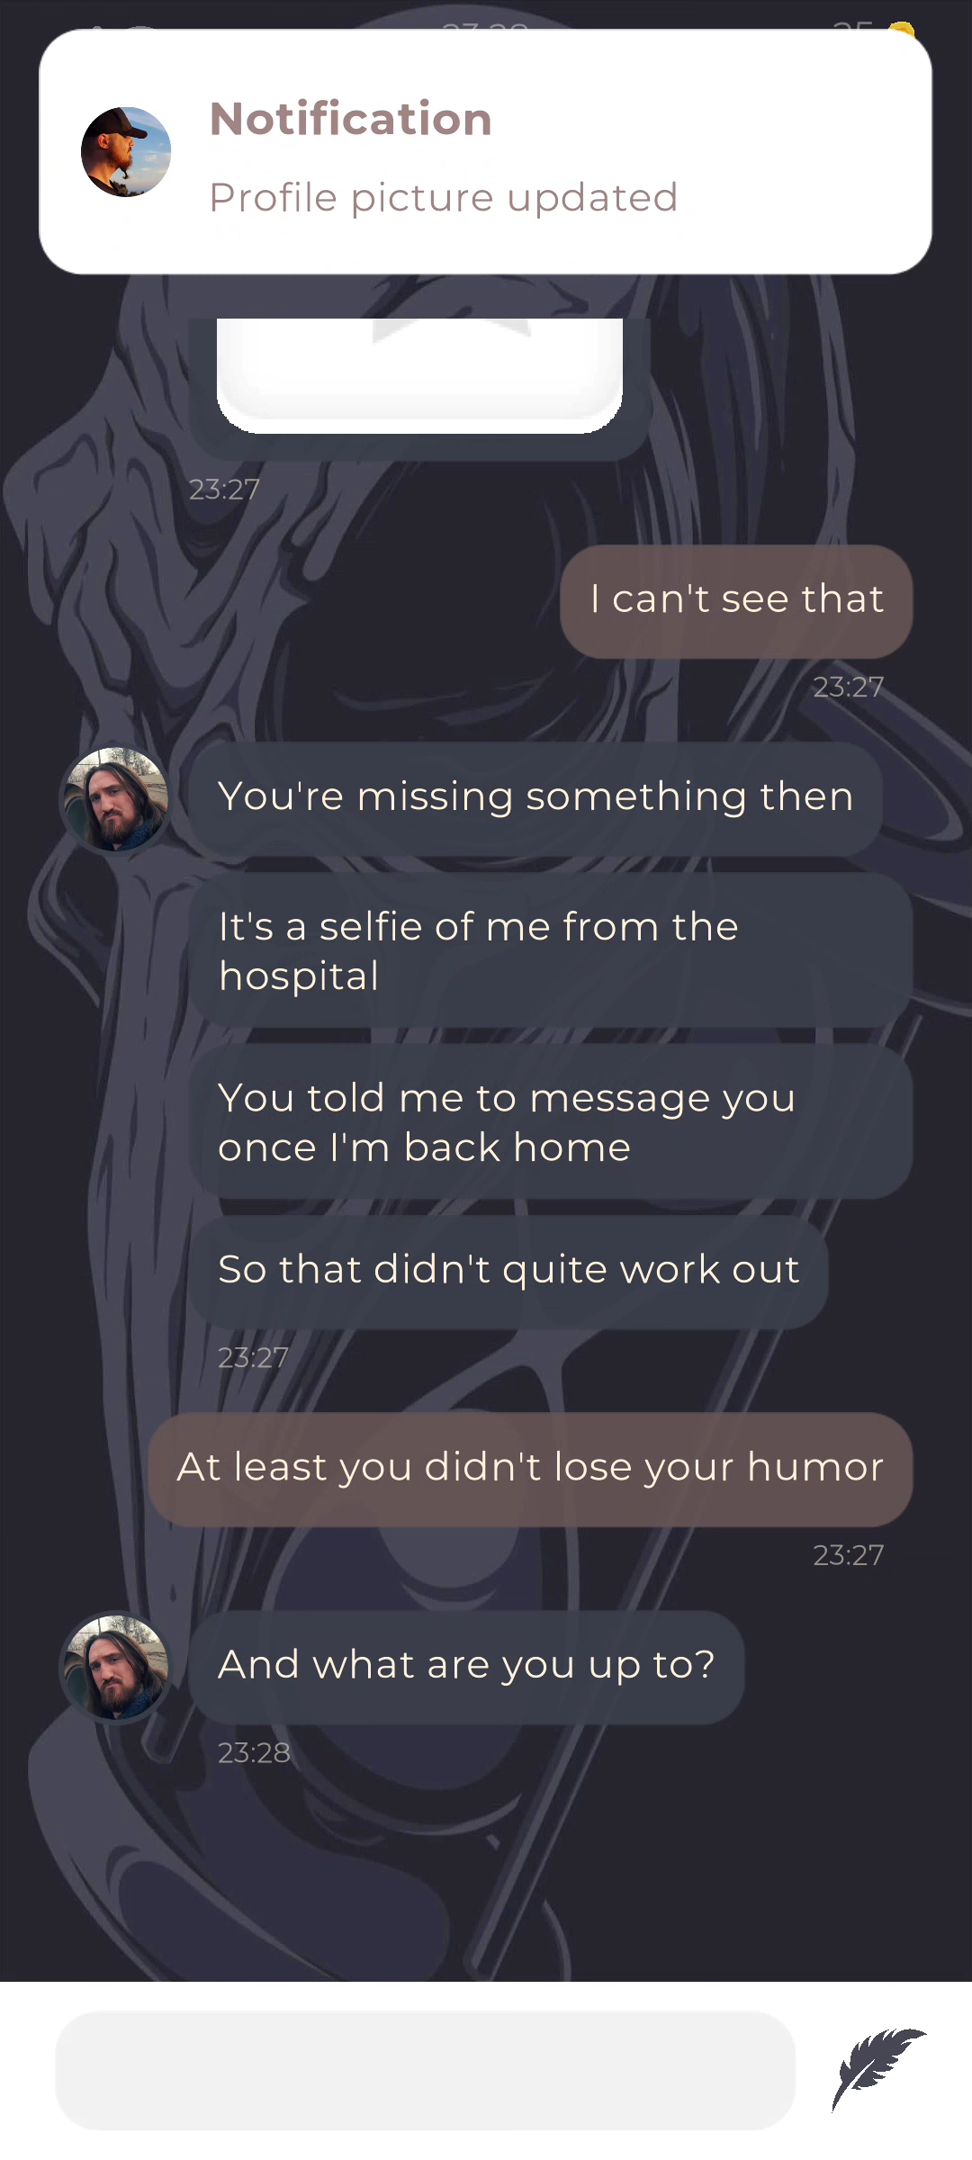 Notification
Profile picture updated
23:27
I can't see that
23:27
You're missing something then
It's a selfie of me from the
hospital
You told me to message you
once I'm back home
So that didn't quite work out
23:27
At least you didn't lose your humor
23:27
And what are you up to?
23:28